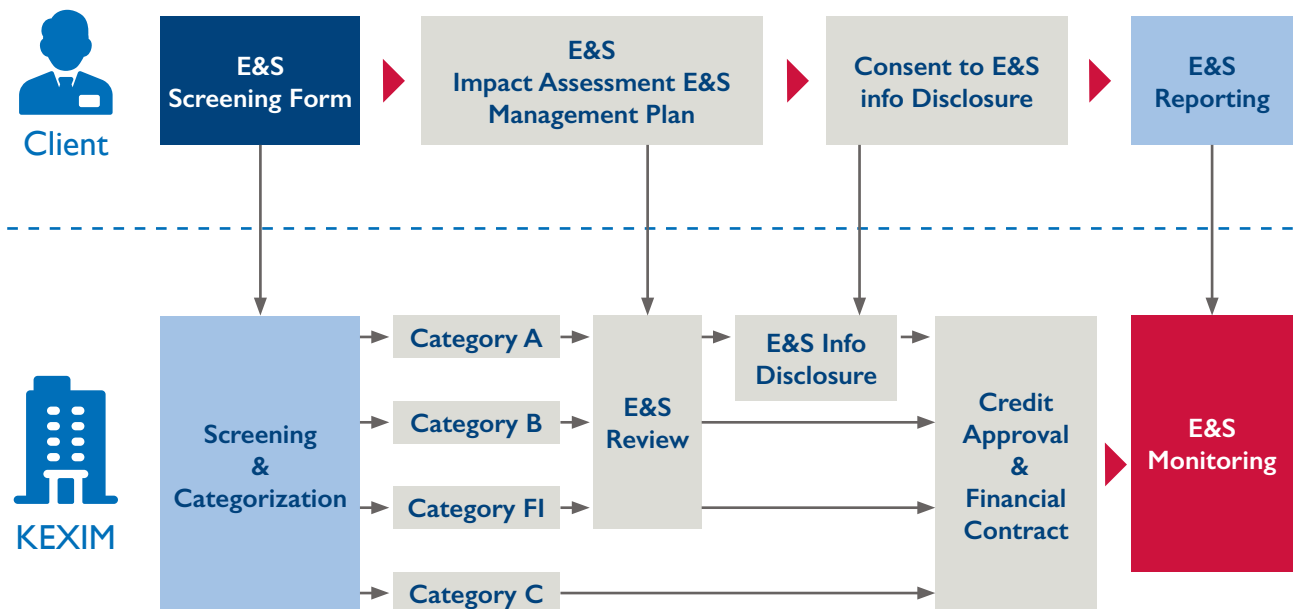 E&S
Screening Form
E&S
Impact Assessment E&S
Management Plan
Consent to E&S
info Disclosure
E&S
Reporting
Client
Screening
&
Categorization
Category A
Category B
Category FI
Category C
E&S
Review
E&S Info
Disclosure
Credit
Approval
&
Financial
Contract
E&S
Monitoring
KEXIM